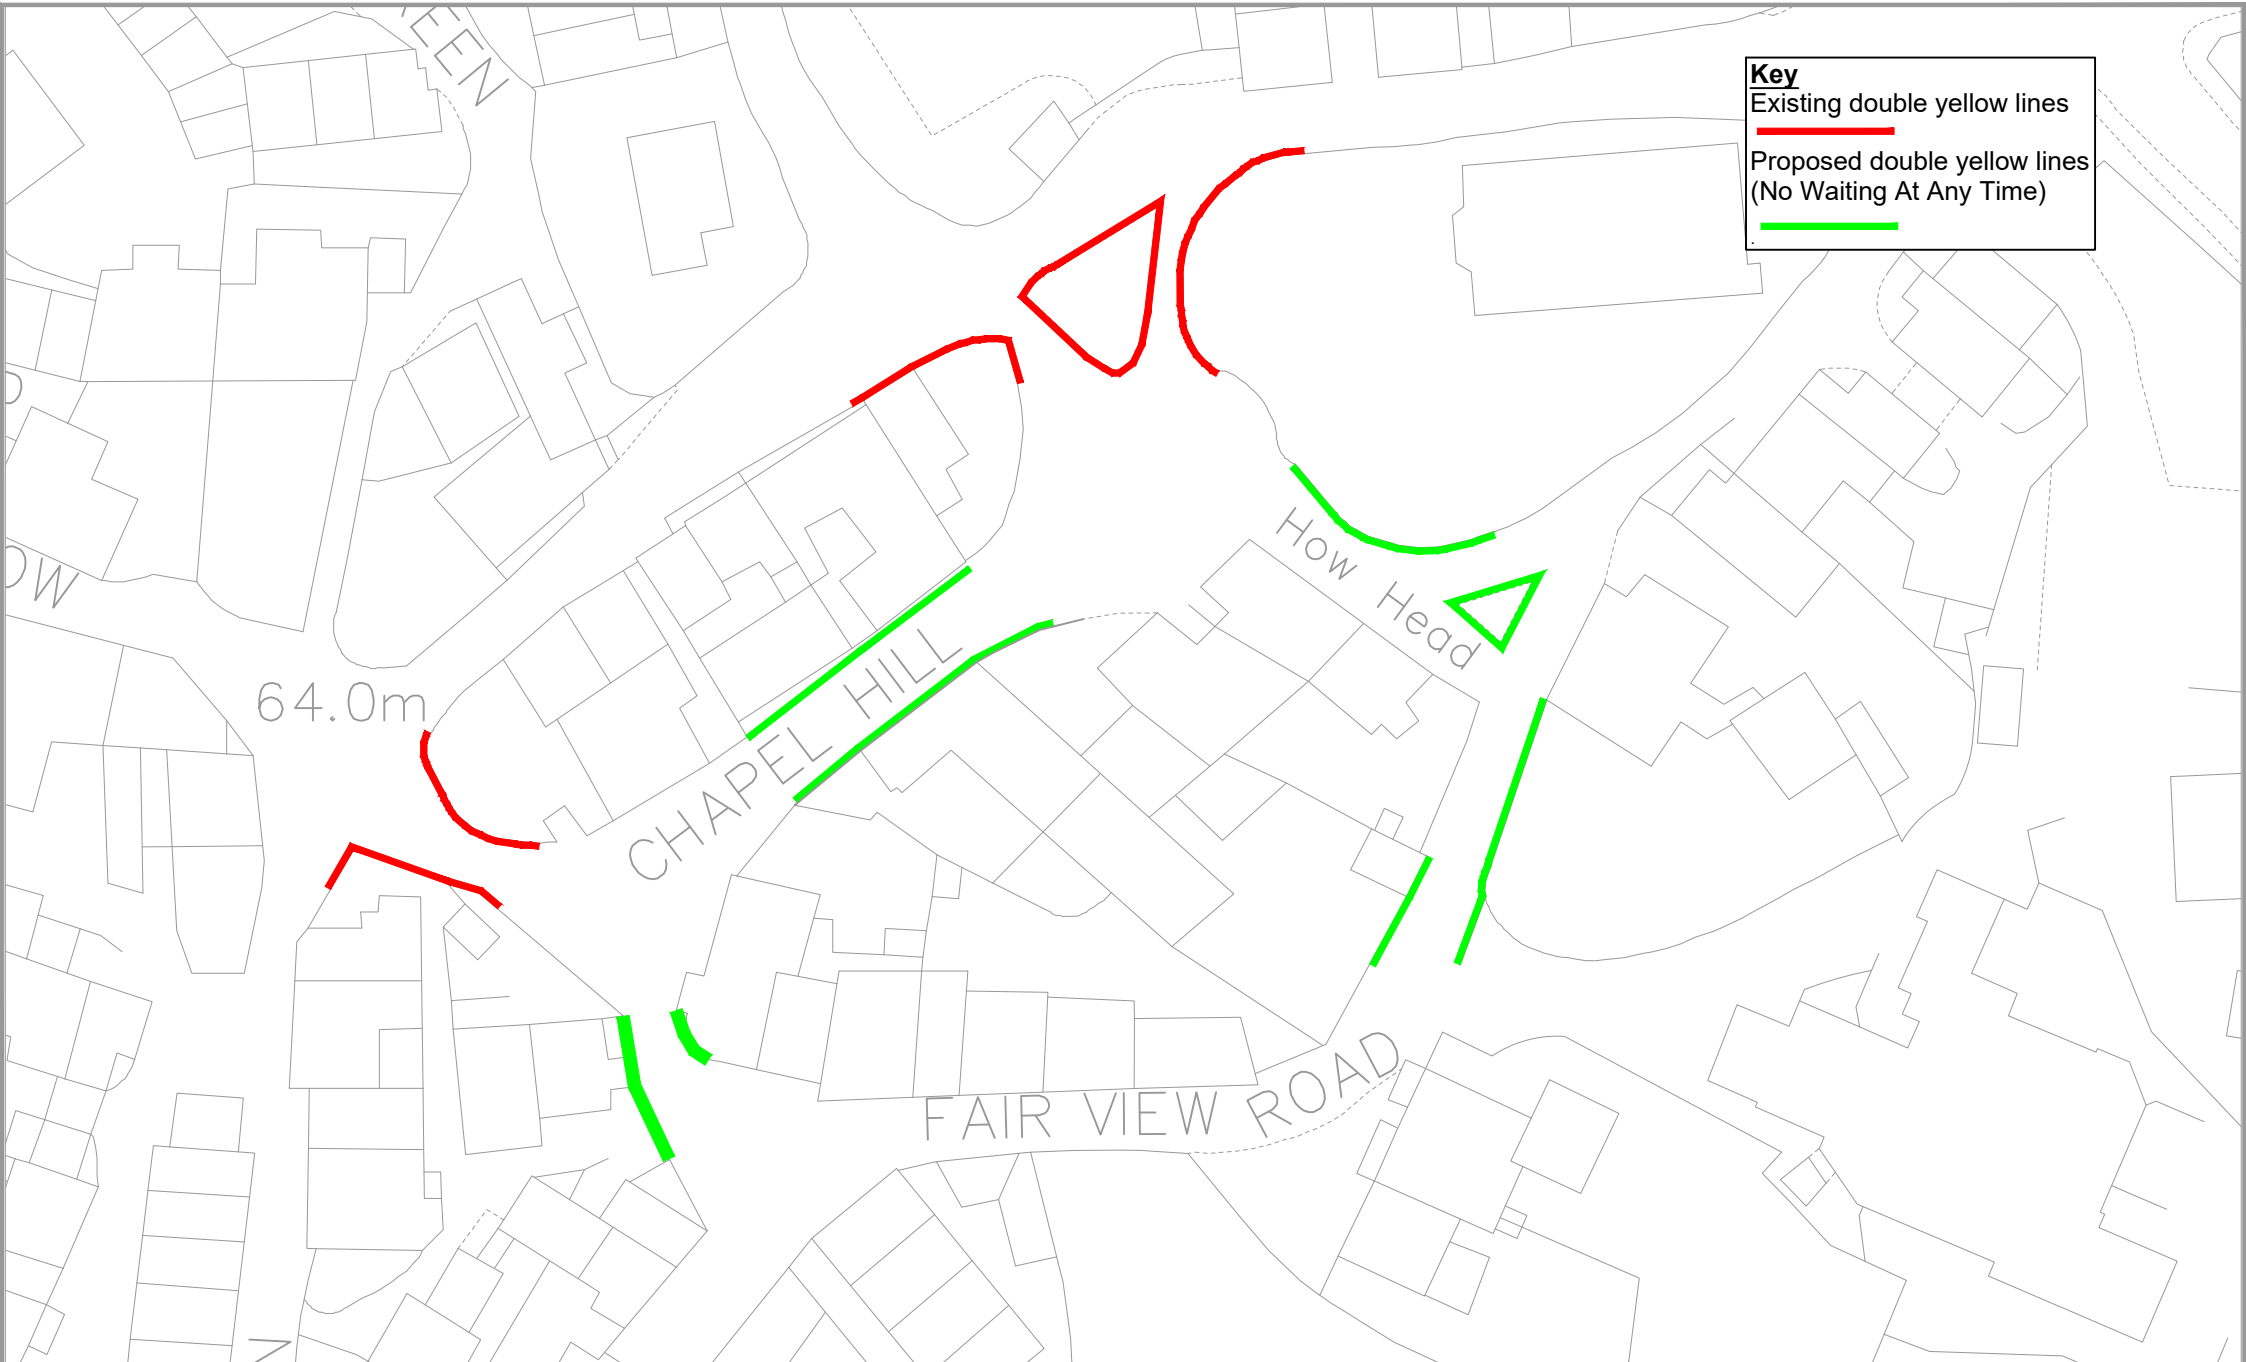 Key
Existing double yellow lines
Proposed double yellow lines
(No Waiting At Any Time)
How Head
64.0m
CHAPEL HILL
FAIR VIEW ROAD